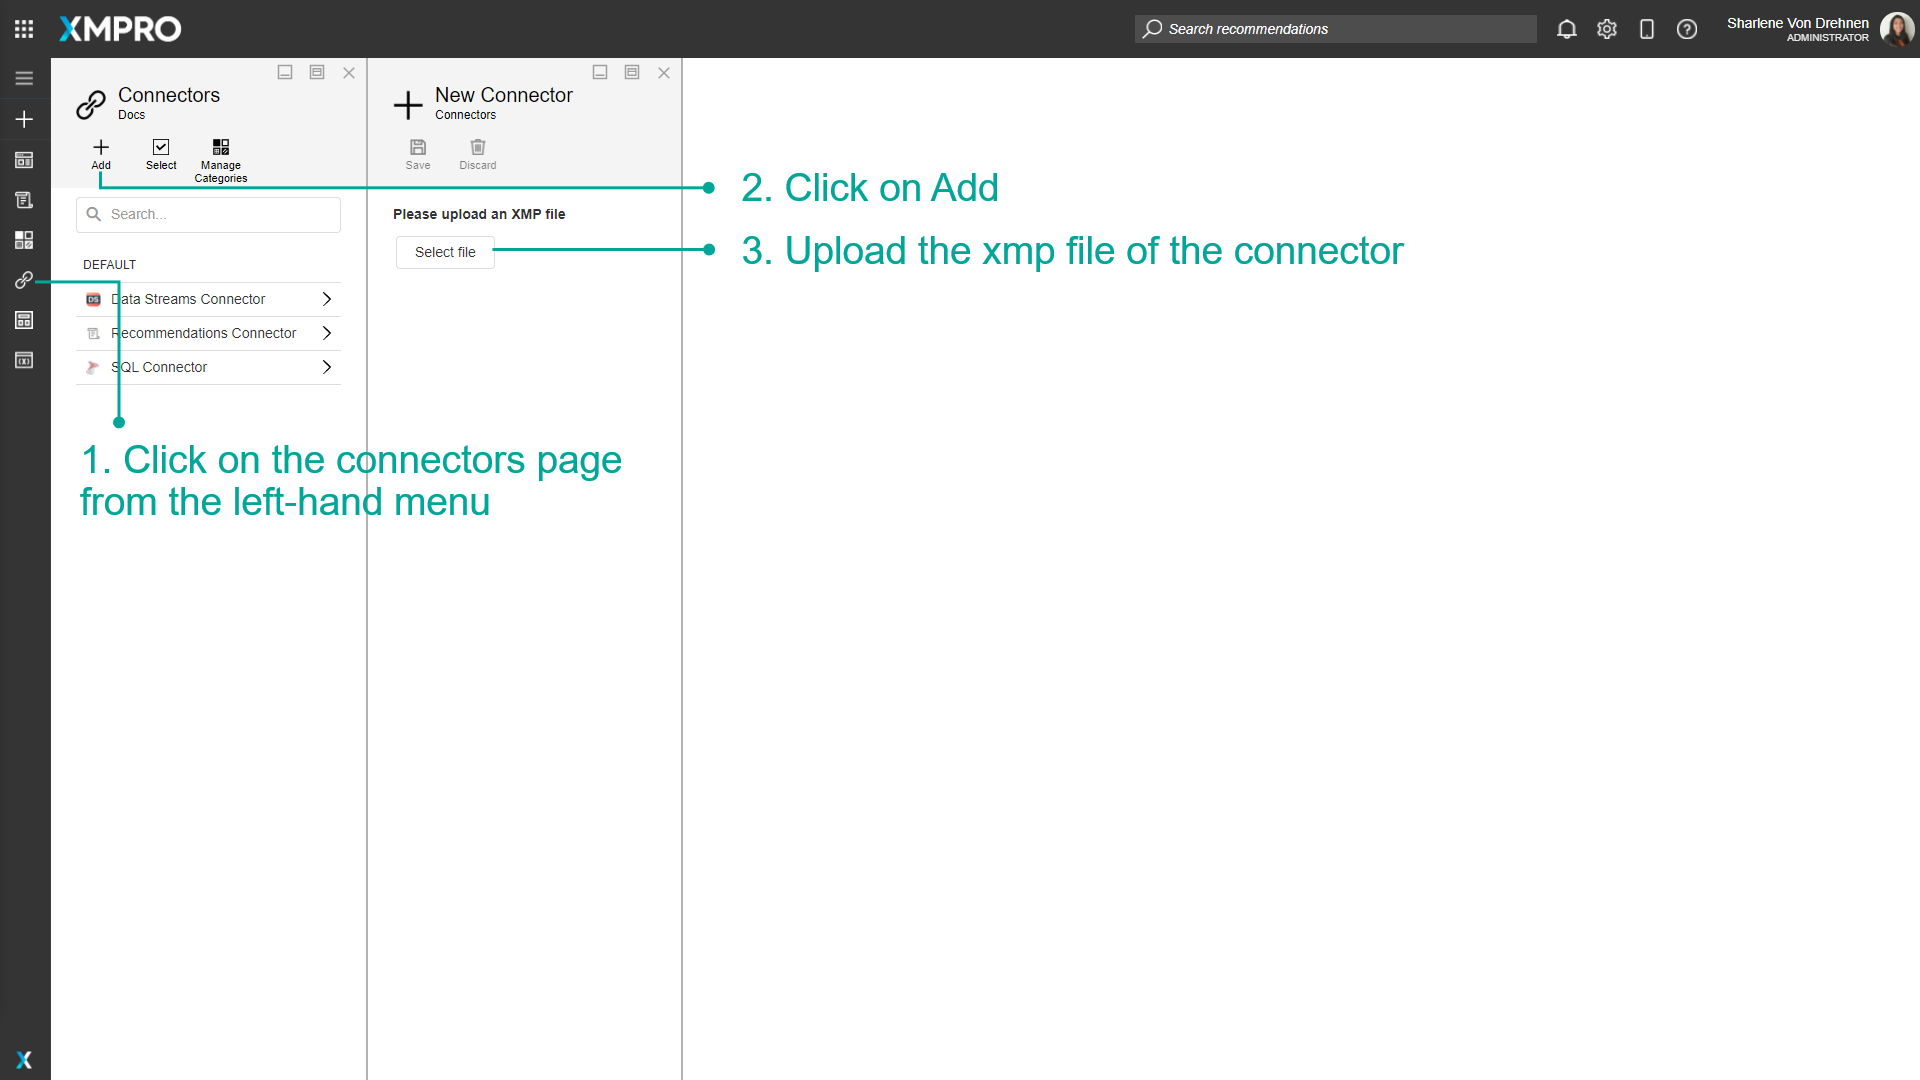 XMPRO
Search recommendations
Sharlene Von Drehnen
ADMINISTRATOR
Connectors
Docs
Add
Select
Manage
Categories
New Connector
Connectors
Save
Discard
2. Click on Add
Search...
Please upload an XMP file
Select file
3. Upload the xmp file of the connector
DEFAULT
DS
Data Streams Connector
Recommendations Connector
SQL Connector
1. Click on the connectors page
from the left-hand menu